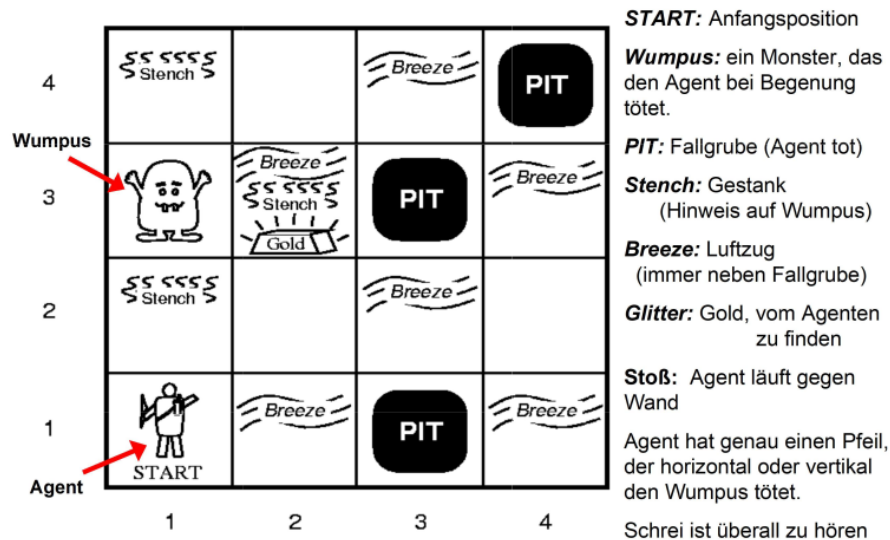 4
Stench
Breeze
PIT
Wumpus
3
Breeze
Stench
Gold
PIT
Breeze
2
Stench
Breeze
1
START
Breeze
PIT
Breeze
Agent
1 2 3 4
START: Anfangsposition
Wumpus: ein Monster, das
den Agent bei Begenung
tötet.
PIT: Fallgrube (Agent tot)
Stench: Gestank
(Hinweis auf Wumpus)
Breeze: Luftzug
(immer neben Fallgrube)
Glitter: Gold, vom Agenten
zu finden
Stoß: Agent läuft gegen
Wand
Agent hat genau einen Pfeil,
der horizontal oder vertikal
den Wumpus tötet.
Schrei ist überall zu hören